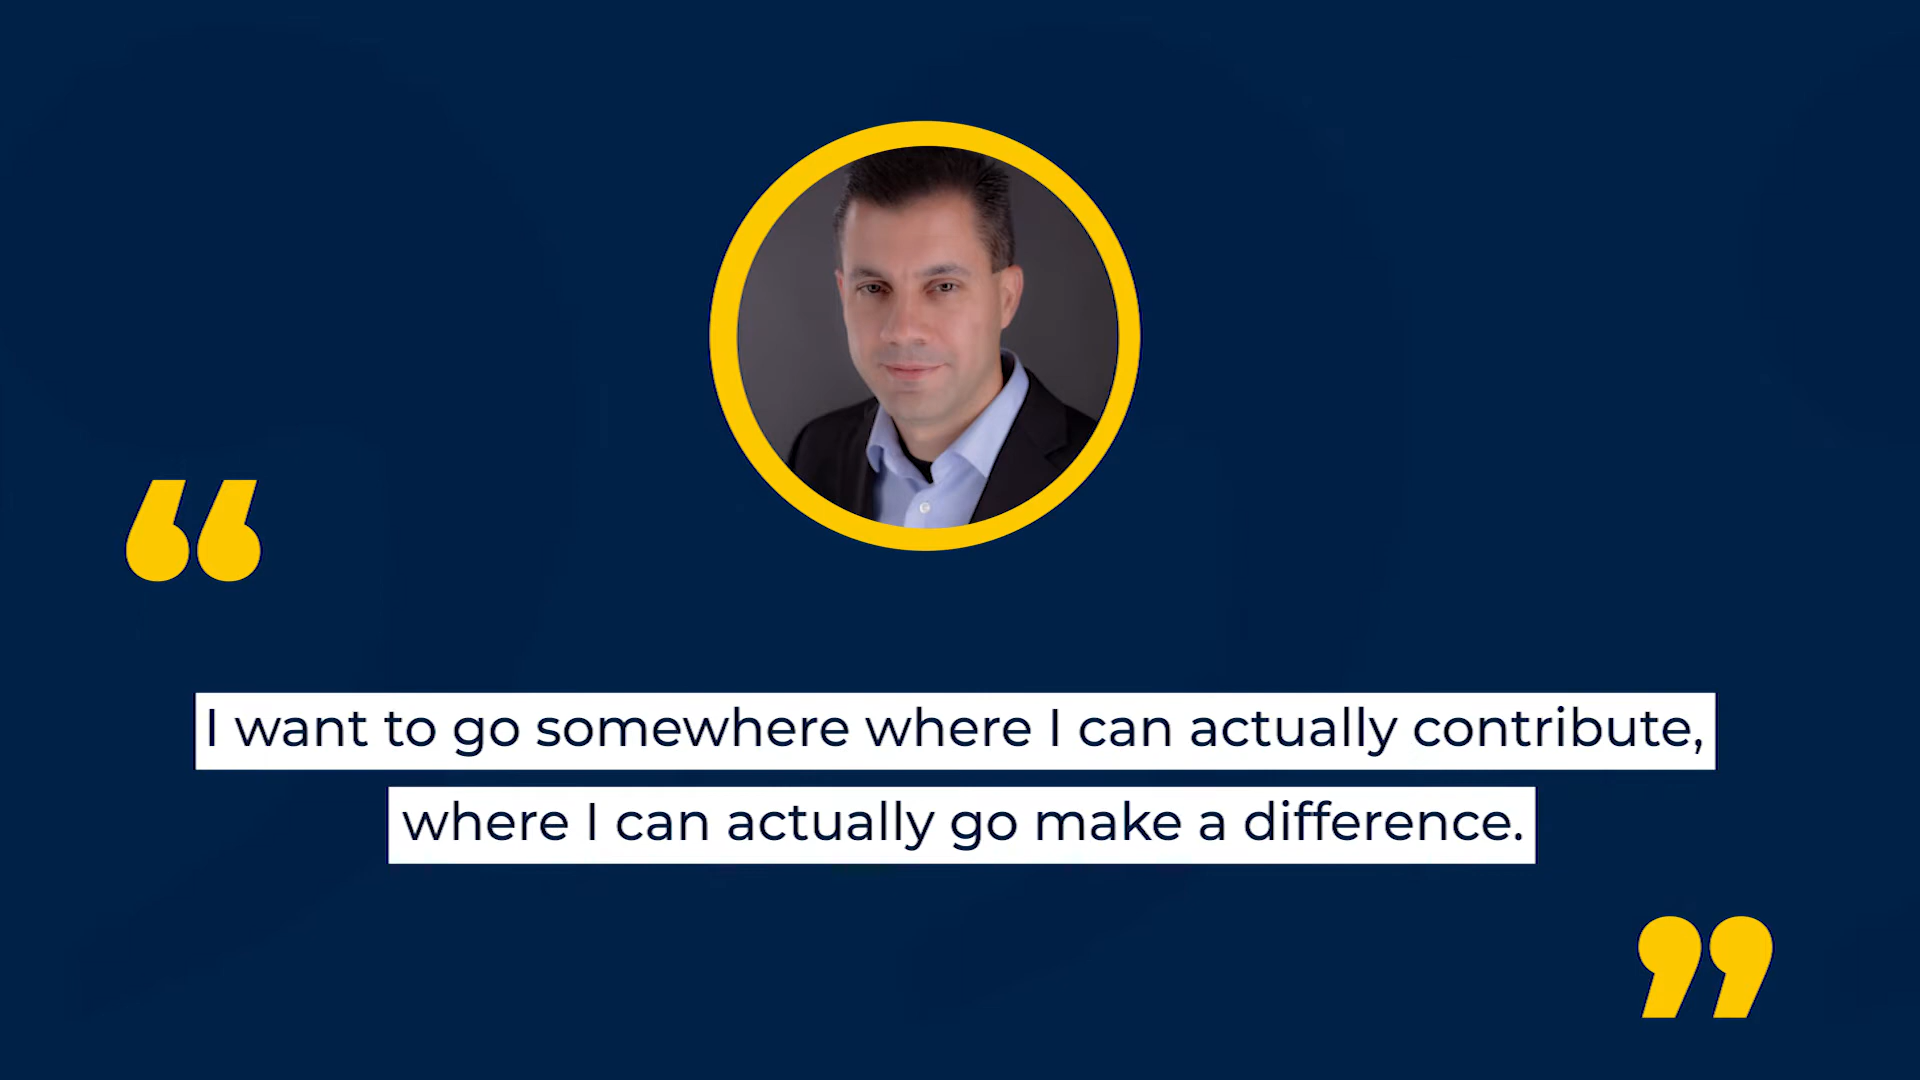 “
I want to go somewhere where I can actually contribute,
where I can actually go make a difference.
”